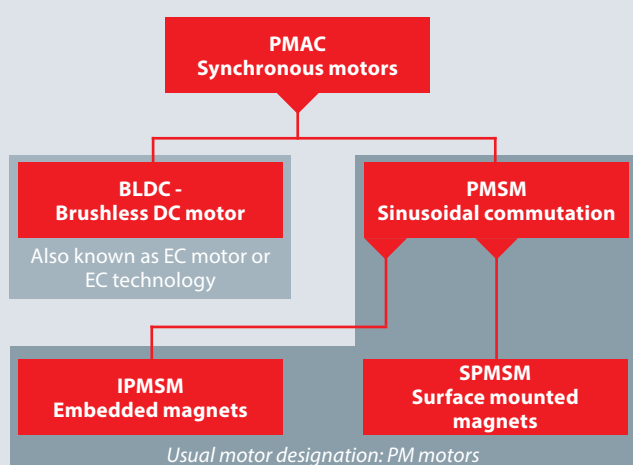 PMAC
Synchronous motors
BLDC -
Brushless DC motor
Also known as EC motor or
EC technology
PMSM
Sinusoidal commutation
IPMSM
Embedded magnets
SPMSM
Surface mounted
magnets
Usual motor designation: PM motors